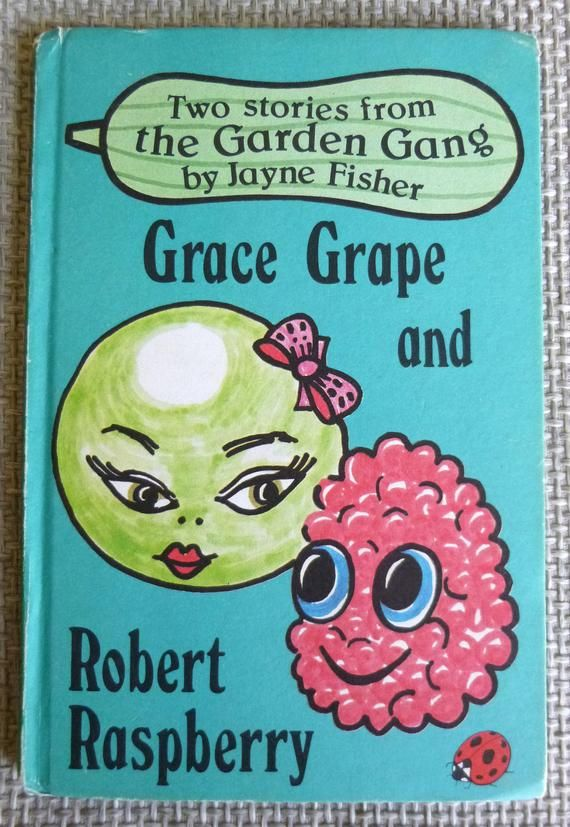 Two stories from
the Garden Gang
by Jayne Fisher
Grace Grape
and
Robert
Raspberry